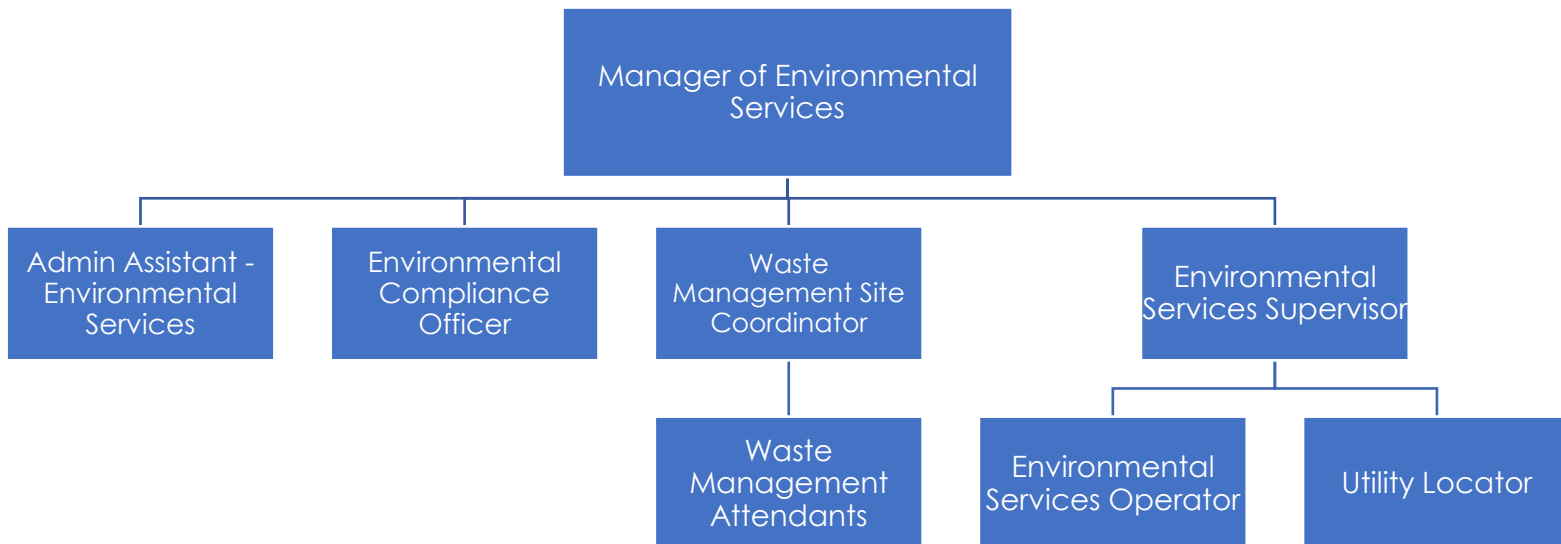 Manager of Environmental
Services
Admin Assistant -
Environmental
Services
Environmental
Compliance
Officer
Waste
Management Site
Coordinator
Environmental
Services Supervisor
Waste
Management
Attendants
Environmental
Services Operator
Utility Locator